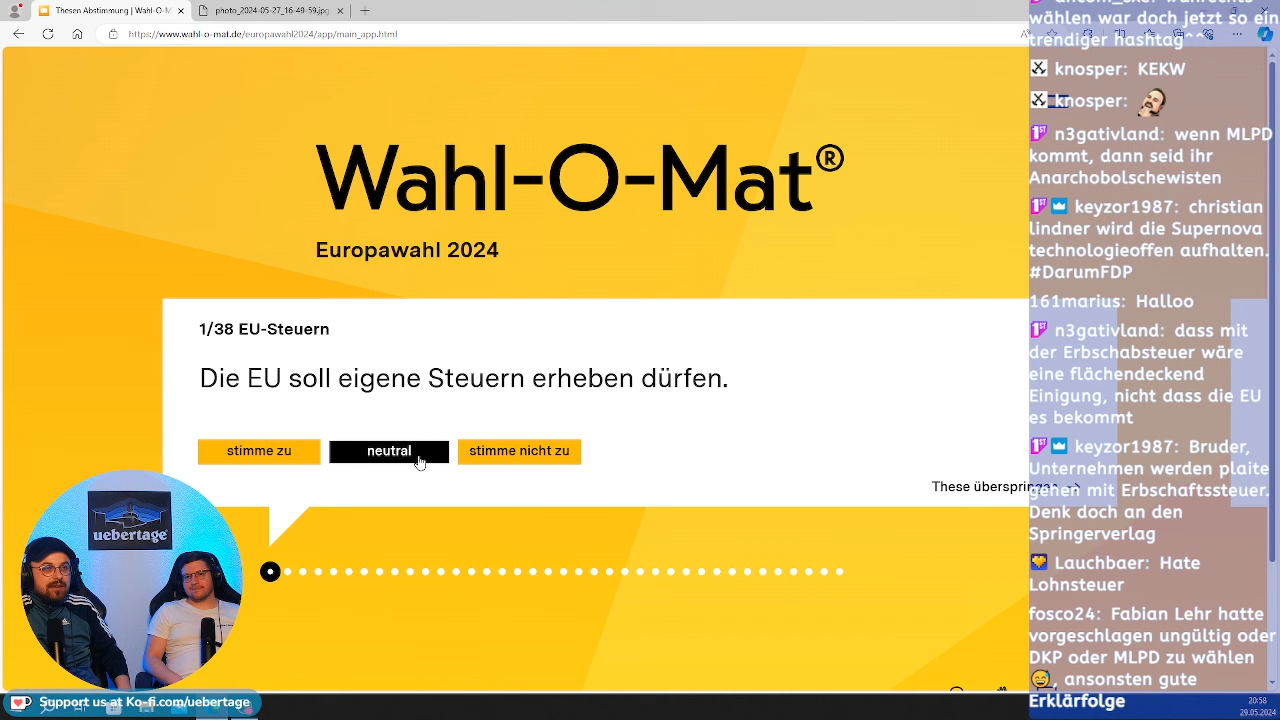 Thesen Abstimmung | Wahl-O-M
photo_2024-05-27_16-49-59.jpg
https://www.wahl-o-mat.de/europawahl2024/app/main_app.html
Wahl-O-Mat®
Europawahl 2024
1/38 EU-Steuern
Die EU soll eigene Steuern erheben dürfen.
stimme zu
neutral
stimme nicht zu
These überspringen
uebertage
Support us at Ko-fi.com/uebertage
wählen war doch jetzt so ein
trendiger hashtag^^
knosper: KEKW
knosper:
n3gativland: wenn MLPD
kommt, dann seid ihr
Anarchobolschewisten
keyzor1987: christian
lindner wird die Supernova
technologieoffen aufhalten.
#DarumFDP
161marius: Halloo
n3gativland: dass mit
der Erbschabsteuer wäre
eine flächendeckend
Einigung, nicht dass die EU
es bekommt
keyzor1987: Bruder,
Unternehmen werden plaite
gehen mit Erbschaftssteuer.
Denk doch an den
Springerverlag
Lauchbaer: Hate
Lohnsteuer
fosco24: Fabian Lehr hatte
vorgeschlagen ungültig oder
DKP oder MLPD zu wählen
😅, ansonsten gute
Erklärfolge
20:58
29.05.2024